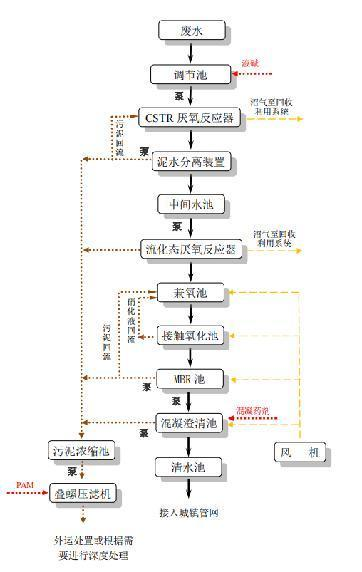 废水
液碱
调节池
泵
沼气至回收
利用系统
CSTR 厌氧反应器
污泥回流
泵
泥水分离装置
中间水池
泵
沼气至回收
利用系统
流化态厌氧反应器
兼氧池
硝化液回流
污泥回流
接触氧化池
MBR 池
泵
混凝药剂
混凝澄清池
泵
污泥浓缩池
清水池
风 机
泵
PAM
叠螺压滤机
接入城镇管网
外运处置或根据需
要进行深度处理